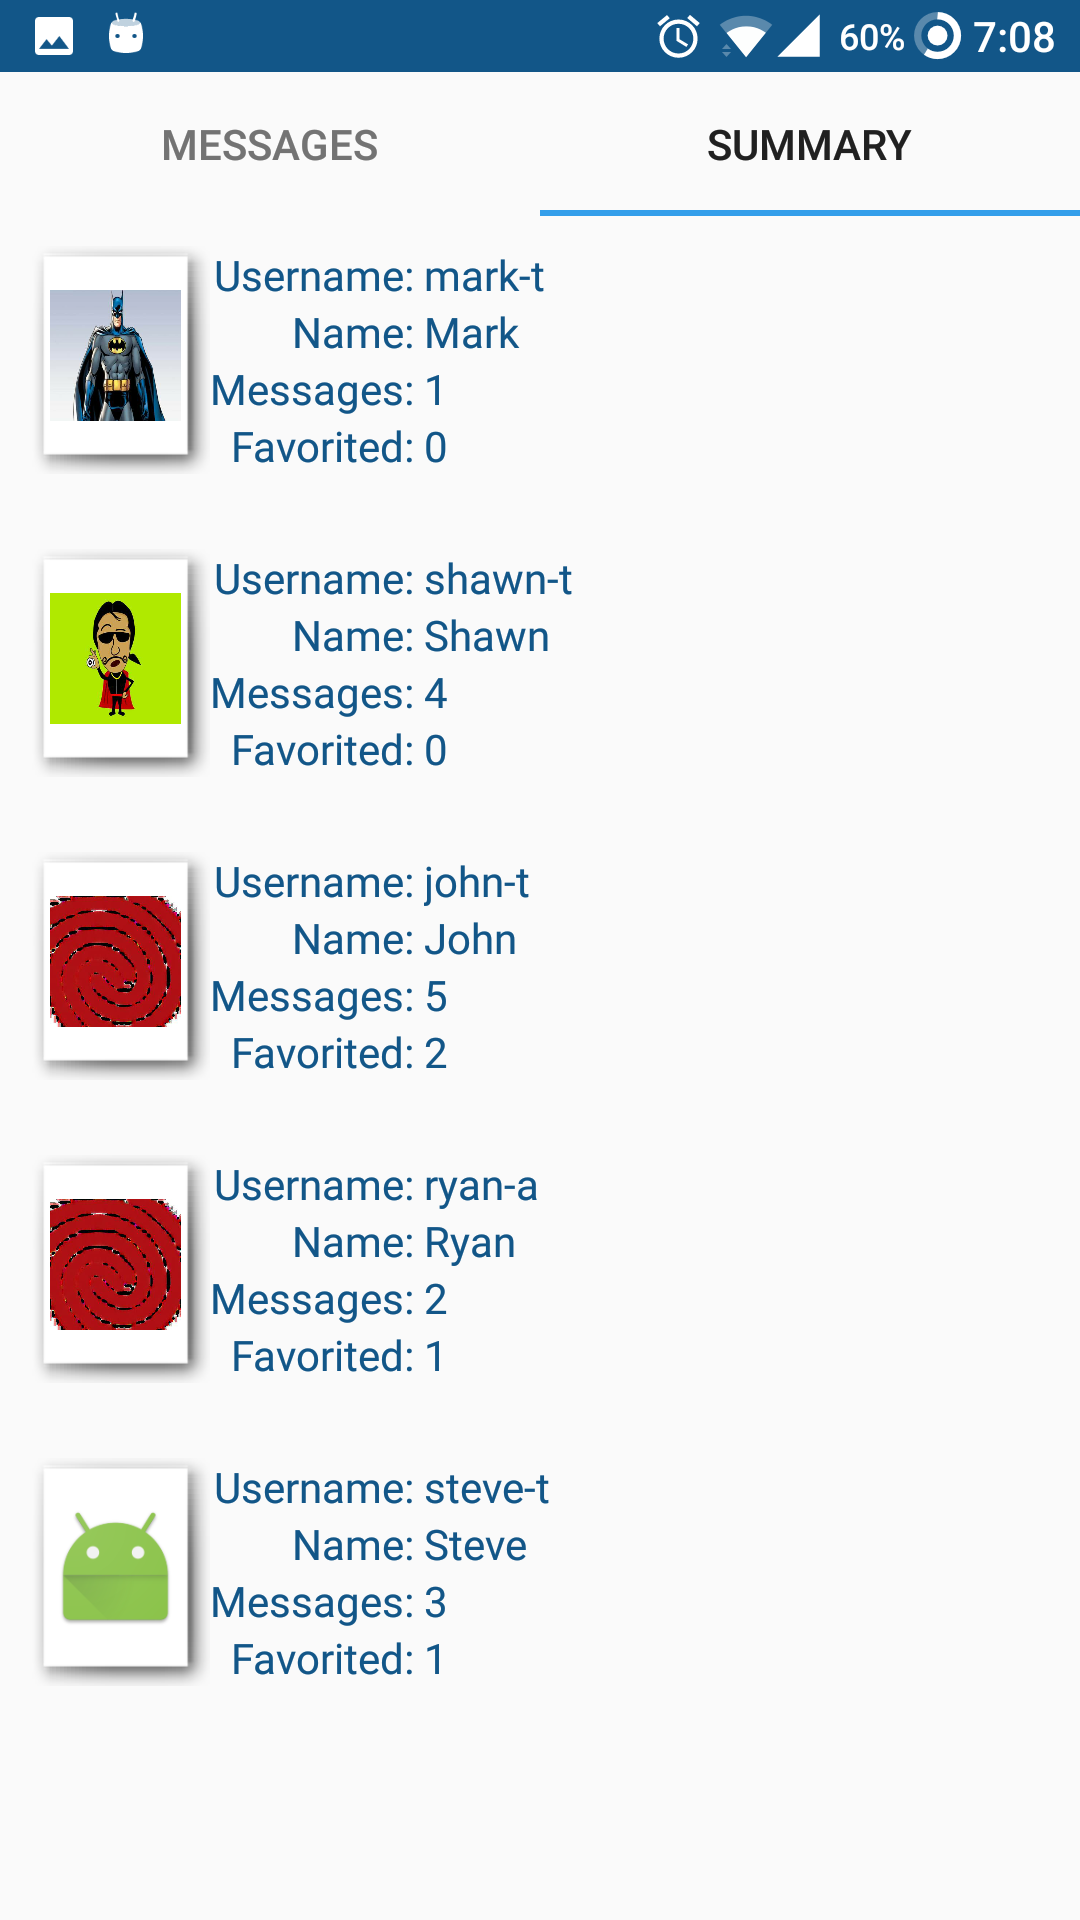 60% 7:08
MESSAGES SUMMARY
Username: mark-t
Name: Mark
Messages: 1
Favorited: 0
Username: shawn-t
Name: Shawn
Messages: 4
Favorited: 0
Username: john-t
Name: John
Messages: 5
Favorited: 2
Username: ryan-a
Name: Ryan
Messages: 2
Favorited: 1
Username: steve-t
Name: Steve
Messages: 3
Favorited: 1